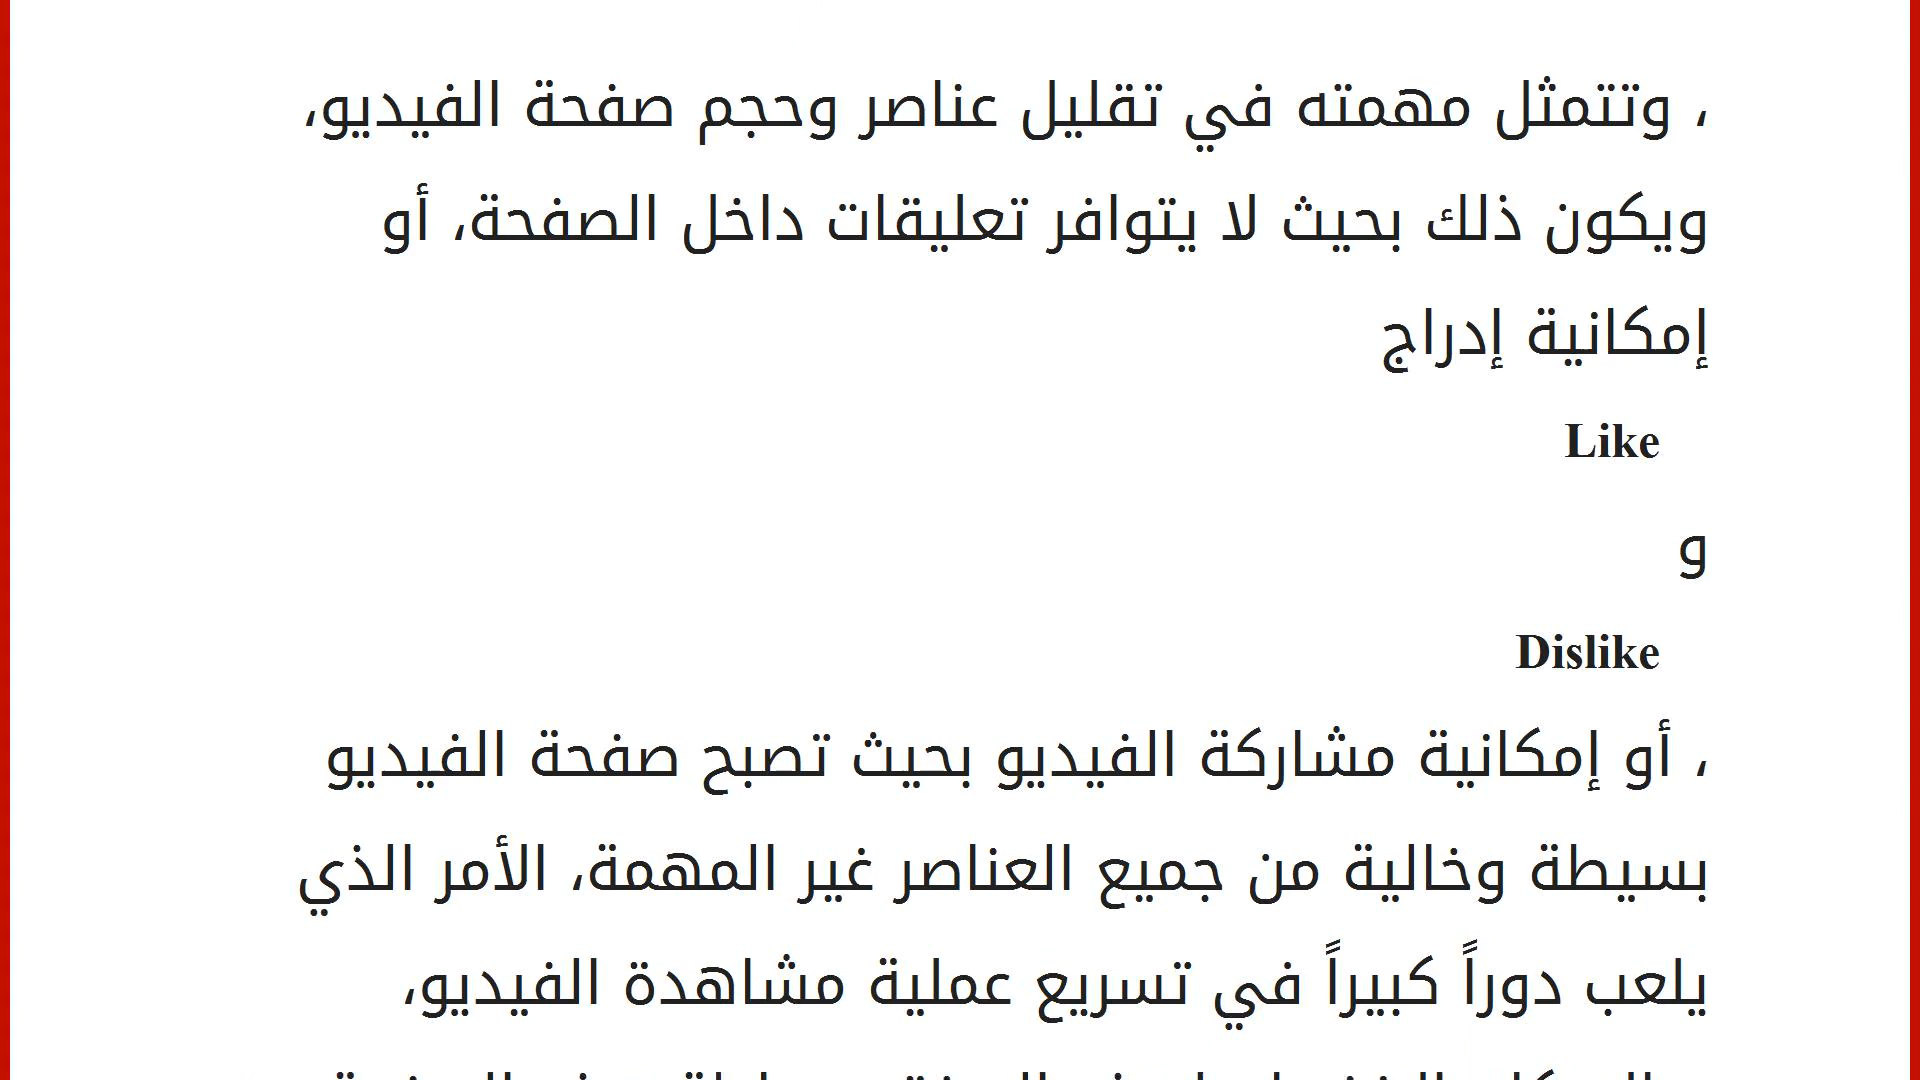 ، وتتمثل مهمته في تقليل عناصر وحجم صفحة الفيديو،
ويكون ذلك بحيث لا يتوافر تعليقات داخل الصفحة، أو
إمكانية إدراج
Like
و
Dislike
، أو إمكانية مشاركة الفيديو بحيث تصبح صفحة الفيديو
بسيطة وخالية من جميع العناصر غير المهمة، الأمر الذي
يلعب دوراً كبيراً في تسريع عملية مشاهدة الفيديو،